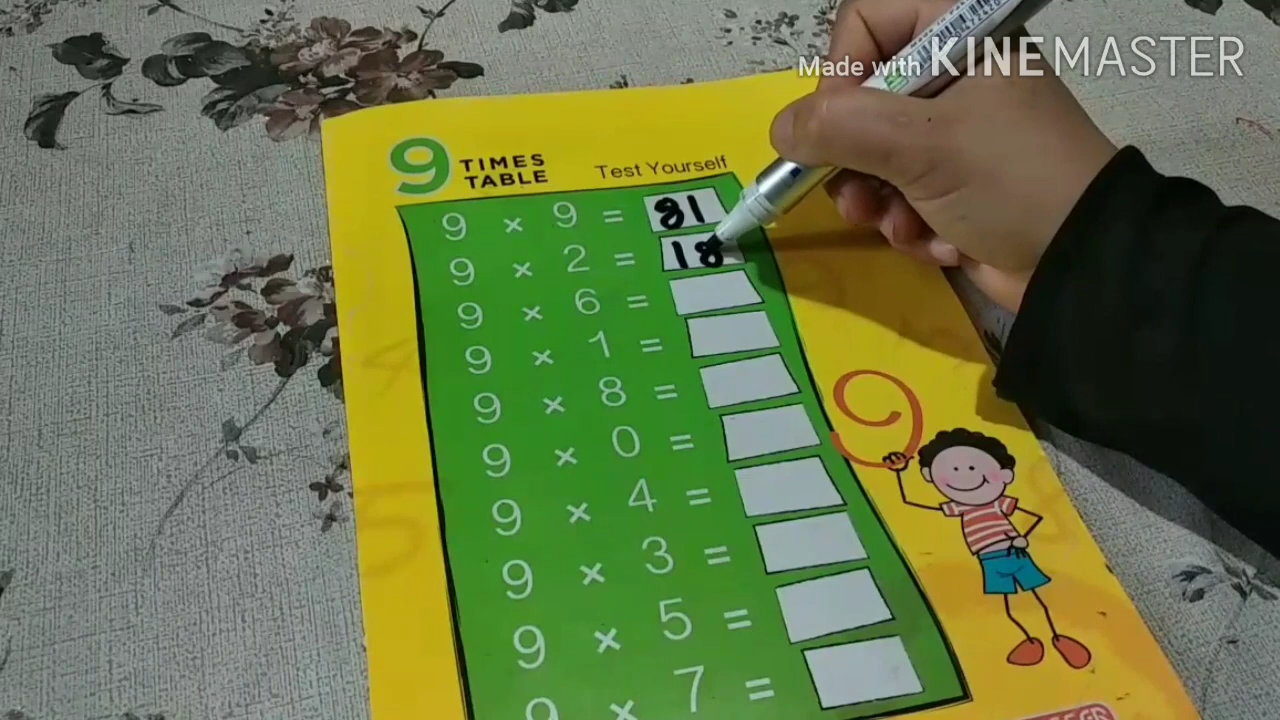 Made with KINEMASTER
9 TIMES TABLE
Test Yourself
9 × 9 = 81
9 × 2 = 18
9 × 6 =
9 × 1 =
9 × 8 =
9 × 0 =
9 × 4 =
9 × 3 =
9 × 5 =
9 × 7 =
9